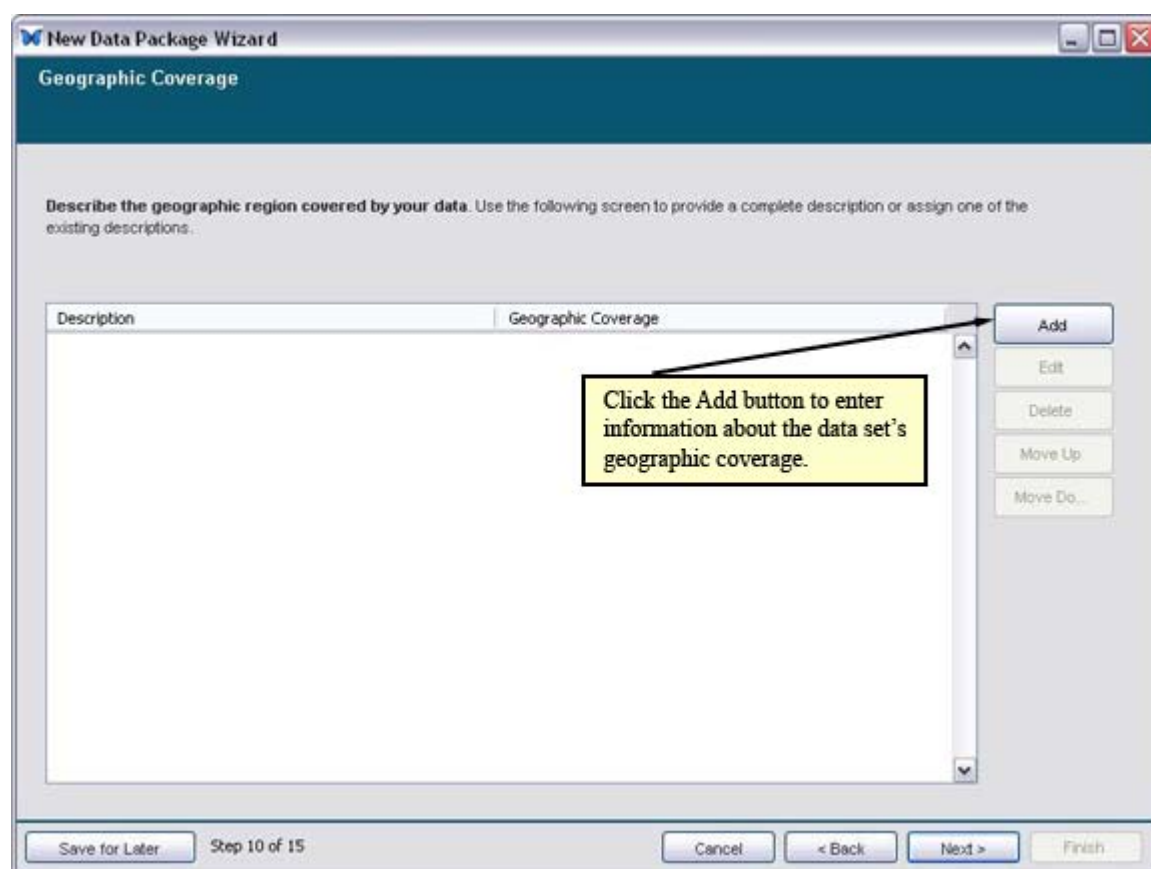 New Data Package Wizard
Geographic Coverage
Describe the geographic region covered by your data. Use the following screen to provide a complete description or assign one of the
existing descriptions.
Description Geographic Coverage
Add
Edit
Delete
Move Up
Move Do...
Click the Add button to enter
information about the data set’s
geographic coverage.
Save for Later Step 10 of 15 Cancel < Back Next > Finish